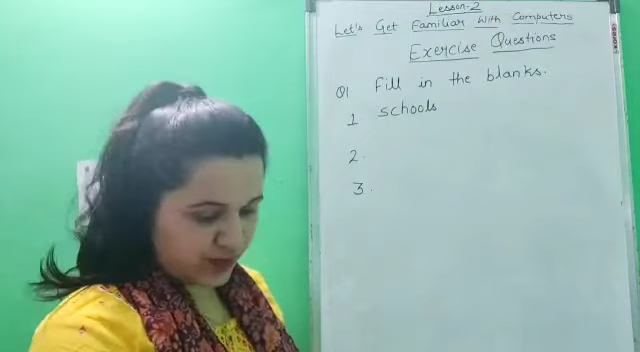 Lesson-2
Let's Get Familiar With Computers
Exercise Questions
Q1 Fill in the blanks.
1 schools
2.
3.